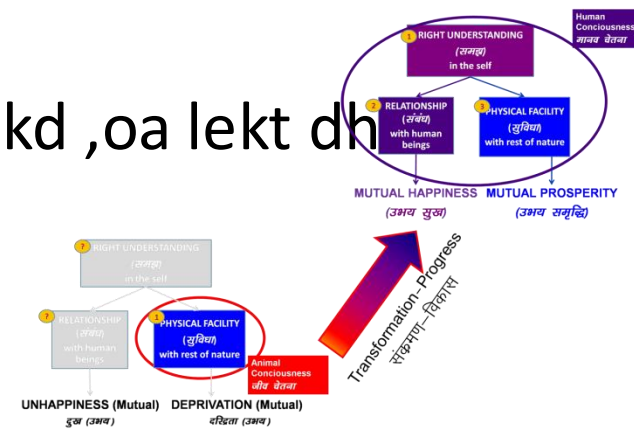 Human
Conciousness
मानव चेतना
1
RIGHT UNDERSTANDING
(समझ)
in the self
2
RELATIONSHIP
(संबंध)
with human
beings
3
PHYSICAL FACILITY
(सुविधा)
with rest of nature
kd ,oa lekt dh
MUTUAL HAPPINESS
(उभय सुख)
MUTUAL PROSPERITY
(उभय समृद्धि)
Transformation–Progress
संक्रमण–विकास
?
RIGHT UNDERSTANDING
(समझ)
in the self
?
RELATIONSHIP
(संबंध)
with human
beings
1
PHYSICAL FACILITY
(सुविधा)
with rest of nature
Animal
Conciousness
जीव चेतना
UNHAPPINESS (Mutual)
दुख (उभय)
DEPRIVATION (Mutual)
दरिद्रता (उभय)